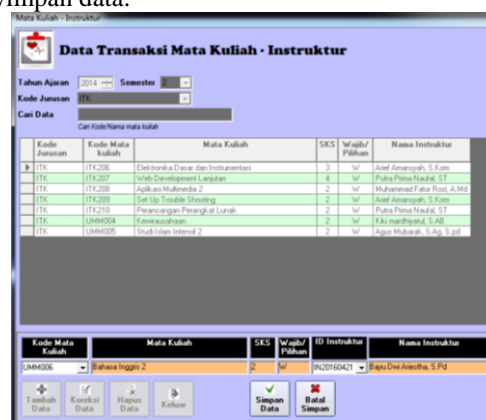 simpan data.
Mata Kuliah - Instruktur
Data Transaksi Mata Kuliah - Instruktur
Tahun Ajaran 2014 Semester 2
Kode Jurusan ITK
Cari Data
Cari Kode/Nama mata kuliah
Kode Jurusan Kode Mata kuliah Mata Kuliah SKS Wajib/ Pilihan Nama Instruktur
ITK ITK206 Elektronika Dasar dan Instrumentasi 3 W Arief Amansyah, S.Kom
ITK ITK207 Web Development Lanjutan 4 W Putra Prima Naufal, ST
ITK ITK208 Aplikasi Multimedia 2 2 W Muhammad Fatur Rozi, A.Md
ITK ITK209 Set Up Trouble Shooting 2 W Arief Amansyah, S.Kom
ITK ITK210 Perancangan Perangkat Lunak 2 W Putra Prima Naufal, ST
ITK UMM004 Kewirausahaan 2 W Kiki mardhiyatul, S.AB
ITK UMM005 Studi Islam Intensif 2 2 W Agus Mubarak, S.Ag, S.pd
Kode Mata Kuliah Mata Kuliah SKS Wajib/ Pilihan ID Instruktur Nama Instruktur
UMM006 Bahasa Inggris 2 2 W IN20160421 Bayu Dwi Ariestha, S.Pd
Tambah Data Koreksi Data Hapus Data Keluar Simpan Data Batal Simpan